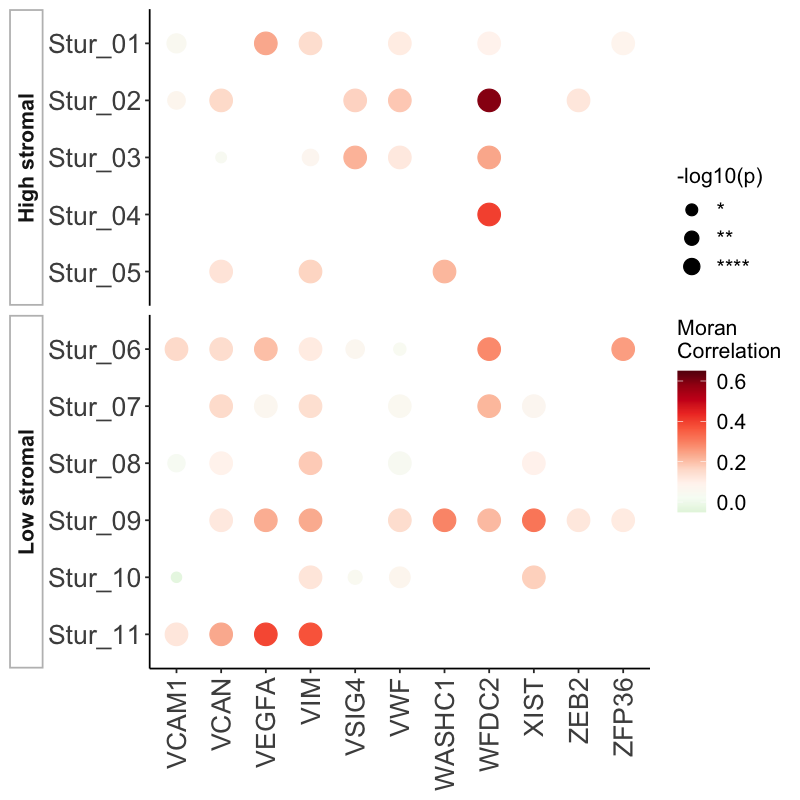 High stromal
Stur_01
Stur_02
Stur_03
Stur_04
Stur_05
Low stromal
Stur_06
Stur_07
Stur_08
Stur_09
Stur_10
Stur_11
VCAM1
VCAN
VEGFA
VIM
VSIG4
VWF
WASHC1
WFDC2
XIST
ZEB2
ZFP36
-log10(p)
*
**
****
Moran
Correlation
0.6
0.4
0.2
0.0